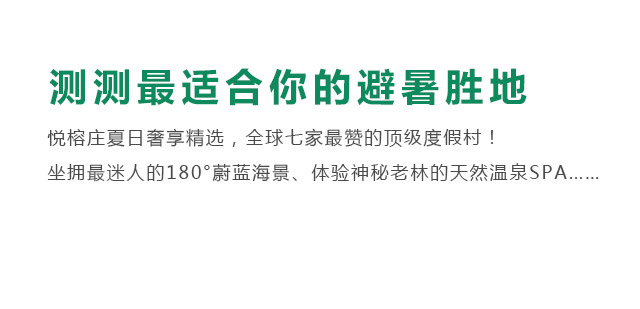 测测最适合你的避暑胜地
悦榕庄夏日奢享精选，全球七家最赞的顶级度假村！
坐拥最迷人的180°蔚蓝海景、体验神秘老林的天然温泉SPA……